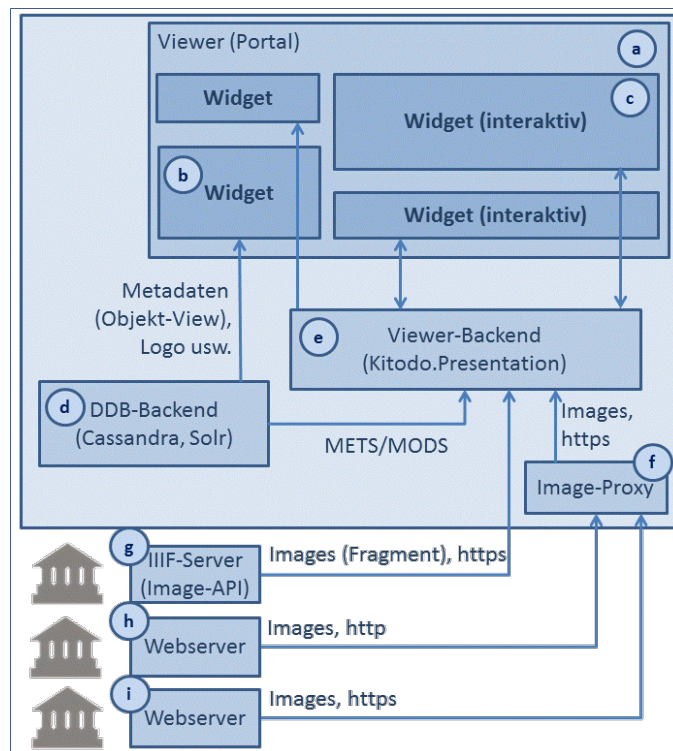 Viewer (Portal)
a
Widget
c
Widget (interaktiv)
b
Widget
Widget (interaktiv)
Metadaten
(Objekt-View),
Logo usw.
e
Viewer-Backend
(Kitodo.Presentation)
d
DDB-Backend
(Cassandra, Solr)
METS/MODS
Images,
https
f
Image-Proxy
g
IIIF-Server
(Image-API)
Images (Fragment), https
h
Webserver
Images, http
i
Webserver
Images, https